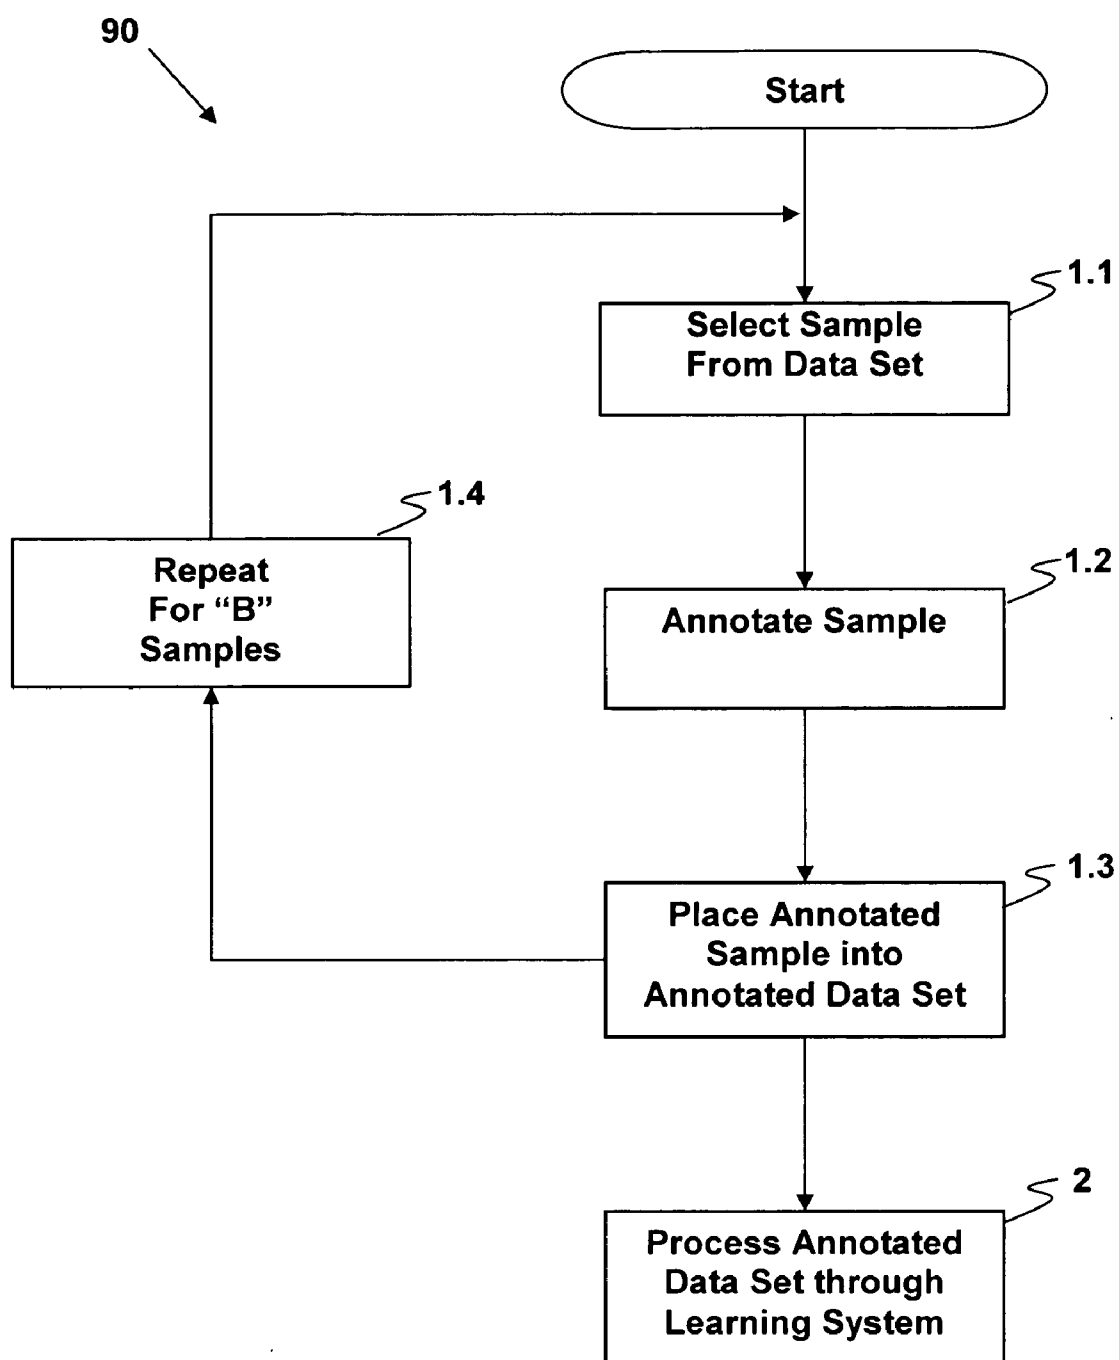 90
Start
1.1
Select Sample
From Data Set
1.4
Repeat
For “B”
Samples
1.2
Annotate Sample
1.3
Place Annotated
Sample into
Annotated Data Set
2
Process Annotated
Data Set through
Learning System